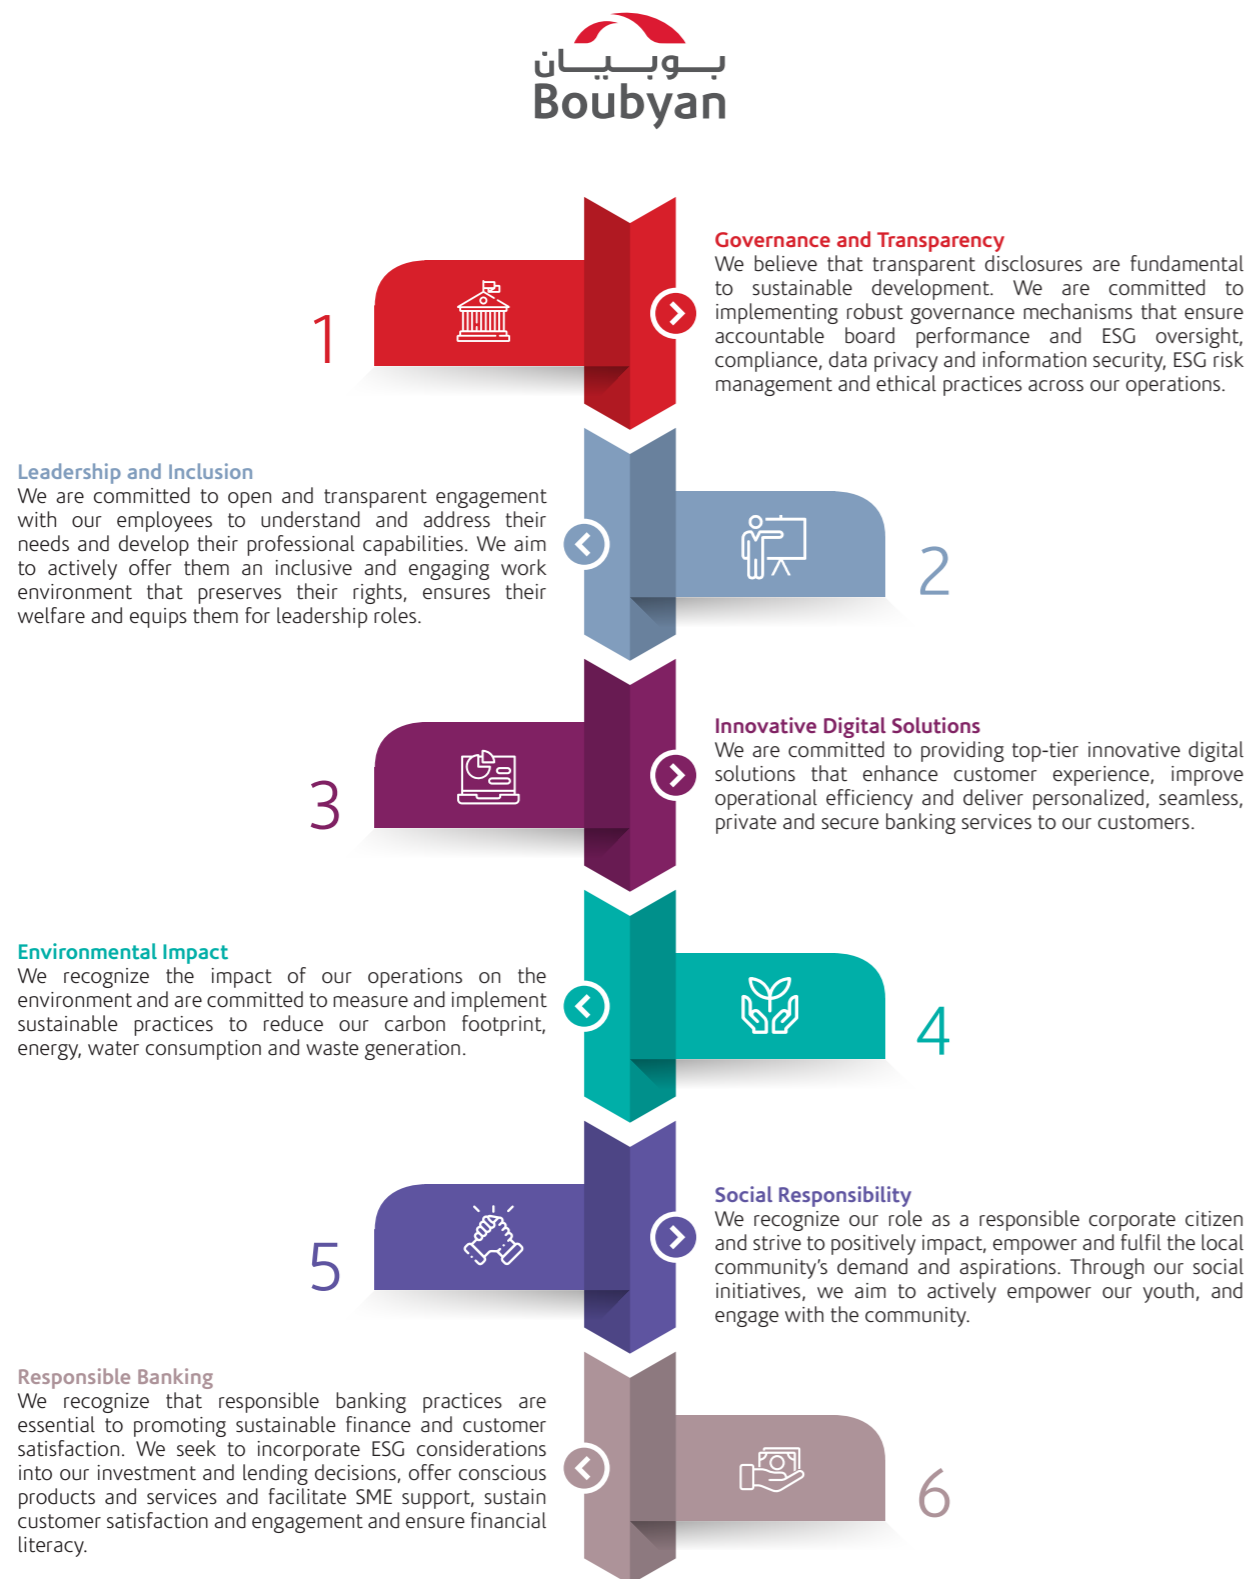 بوبيان
Boubyan
1
Governance and Transparency
We believe that transparent disclosures are fundamental
to sustainable development. We are committed to
implementing robust governance mechanisms that ensure
accountable board performance and ESG oversight,
compliance, data privacy and information security, ESG risk
management and ethical practices across our operations.
Leadership and Inclusion
We are committed to open and transparent engagement
with our employees to understand and address their
needs and develop their professional capabilities. We aim
to actively offer them an inclusive and engaging work
environment that preserves their rights, ensures their
welfare and equips them for leadership roles.
2
3
Innovative Digital Solutions
We are committed to providing top-tier innovative digital
solutions that enhance customer experience, improve
operational efficiency and deliver personalized, seamless,
private and secure banking services to our customers.
Environmental Impact
We recognize the impact of our operations on the
environment and are committed to measure and implement
sustainable practices to reduce our carbon footprint,
energy, water consumption and waste generation.
4
5
Social Responsibility
We recognize our role as a responsible corporate citizen
and strive to positively impact, empower and fulfil the local
community's demand and aspirations. Through our social
initiatives, we aim to actively empower our youth, and
engage with the community.
Responsible Banking
We recognize that responsible banking practices are
essential to promoting sustainable finance and customer
satisfaction. We seek to incorporate ESG considerations
into our investment and lending decisions, offer conscious
products and services and facilitate SME support, sustain
customer satisfaction and engagement and ensure financial
literacy.
6